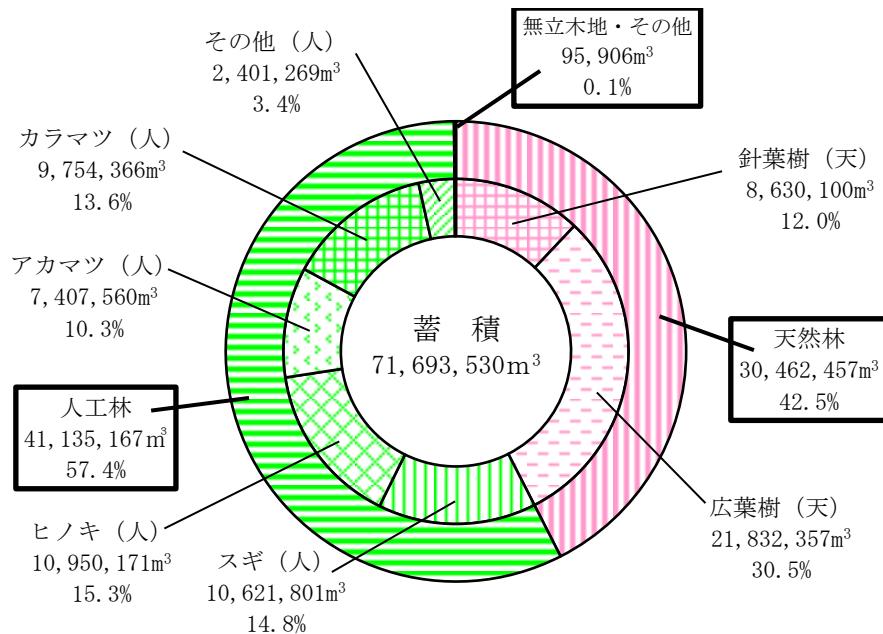 無立木地・その他
95,906m³
0.1%
その他（人）
2,401,269m³
3.4%
カラマツ（人）
9,754,366m³
13.6%
針葉樹（天）
8,630,100m³
12.0%
アカマツ（人）
7,407,560m³
10.3%
蓄　積
71,693,530m³
天然林
30,462,457m³
42.5%
人工林
41,135,167㎥
57.4%
広葉樹（天）
21,832,357m³
30.5%
ヒノキ（人）
10,950,171m³
15.3%
スギ（人）
10,621,801m³
14.8%